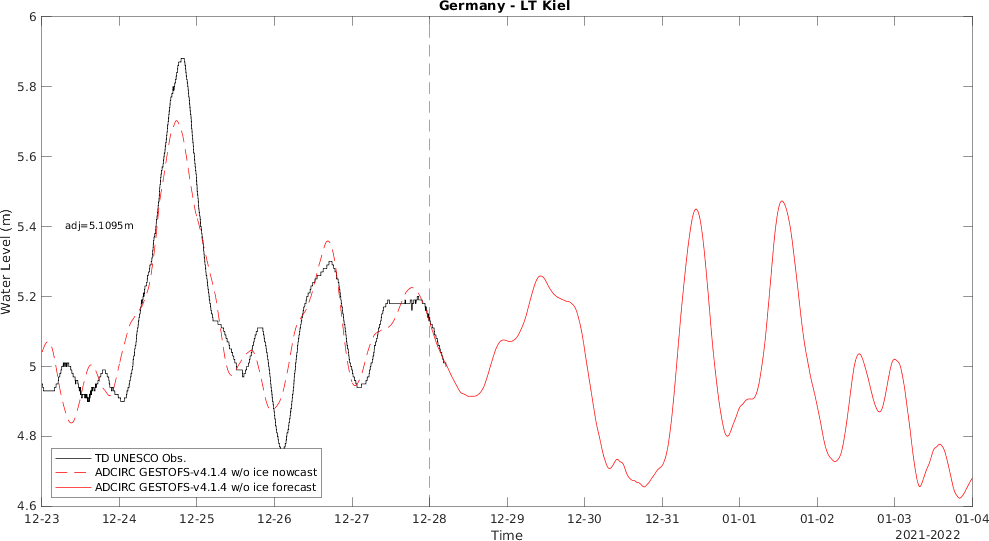 Germany - LT Kiel
6
5.8
5.6
5.4
5.2
5
4.8
4.6
Water Level (m)
adj=5.1095m
TD UNESCO Obs.
ADCIRC GESTOFS-v4.1.4 w/o ice nowcast
ADCIRC GESTOFS-v4.1.4 w/o ice forecast
12-23 12-24 12-25 12-26 12-27 12-28 12-29 12-30 12-31 01-01 01-02 01-03 01-04
Time
2021-2022